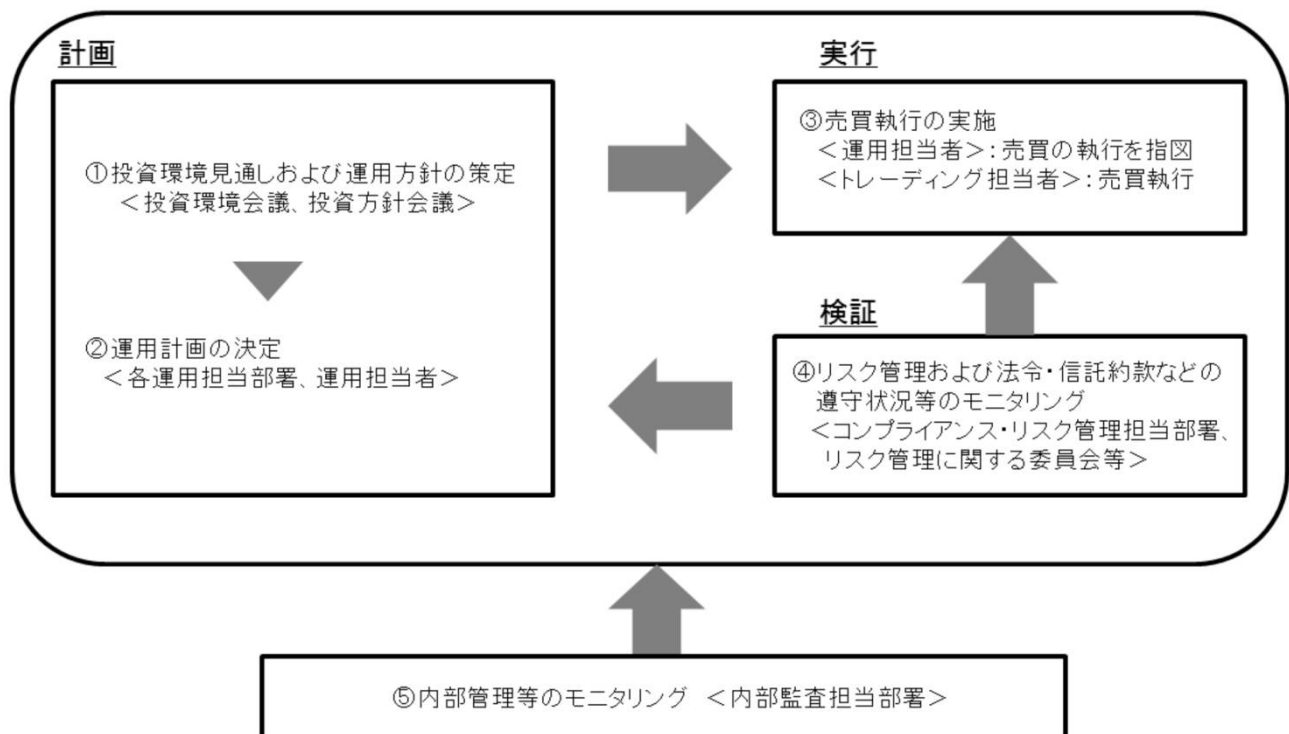 計画
①投資環境見通しおよび運用方針の策定
＜投資環境会議、投資方針会議＞
②運用計画の決定
＜各運用担当部署、運用担当者＞
実行
③売買執行の実施
＜運用担当者＞：売買の執行を指図
＜トレーディング担当者＞：売買執行
検証
④リスク管理および法令・信託約款などの
遵守状況等のモニタリング
＜コンプライアンス・リスク管理担当部署、
リスク管理に関する委員会等＞
⑤内部管理等のモニタリング ＜内部監査担当部署＞